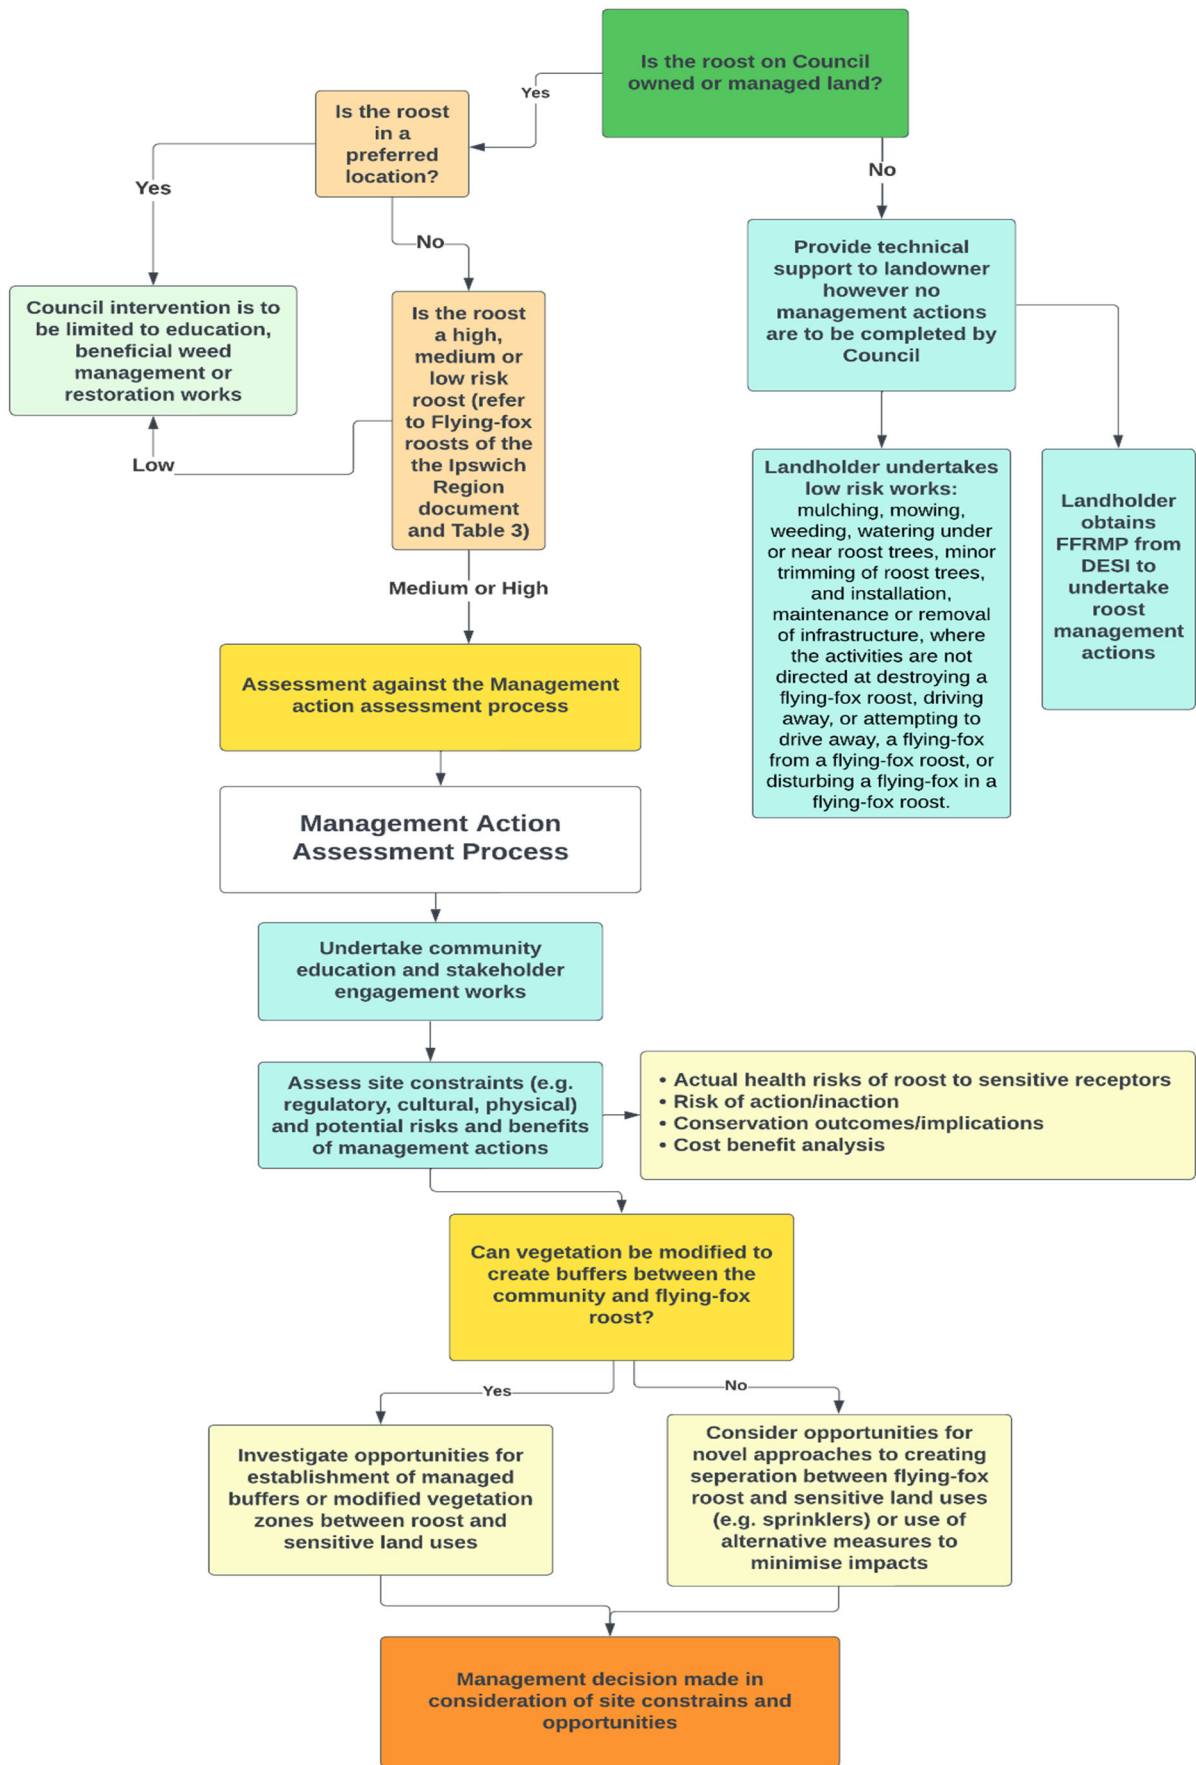 Is the roost on Council
owned or managed land?
Yes
No
Is the roost
in a
preferred
location?
Yes
No
Provide technical
support to landowner
however no
management actions
are to be completed by
Council
Council intervention is to
be limited to education,
beneficial weed
management or
restoration works
Is the roost
a high,
medium or
low risk
roost (refer
to Flying-fox
roosts of the
the Ipswich
Region
document
and Table 3)
Low
Medium or High
Landholder undertakes
low risk works:
mulching, mowing,
weeding, watering under
or near roost trees, minor
trimming of roost trees,
and installation,
maintenance or removal
of infrastructure, where
the activities are not
directed at destroying a
flying-fox roost, driving
away, or attempting to
drive away, a flying-fox
from a flying-fox roost, or
disturbing a flying-fox in a
flying-fox roost.
Landholder
obtains
FFRMP from
DESI to
undertake
roost
management
actions
Assessment against the Management
action assessment process
Management Action
Assessment Process
Undertake community
education and stakeholder
engagement works
Assess site constraints (e.g.
regulatory, cultural, physical)
and potential risks and benefits
of management actions
• Actual health risks of roost to sensitive receptors
• Risk of action/inaction
• Conservation outcomes/implications
• Cost benefit analysis
Can vegetation be modified to
create buffers between the
community and flying-fox
roost?
Yes
No
Investigate opportunities for
establishment of managed
buffers or modified vegetation
zones between roost and
sensitive land uses
Consider opportunities for
novel approaches to creating
seperation between flying-fox
roost and sensitive land uses
(e.g. sprinklers) or use of
alternative measures to
minimise impacts
Management decision made in
consideration of site constrains and
opportunities